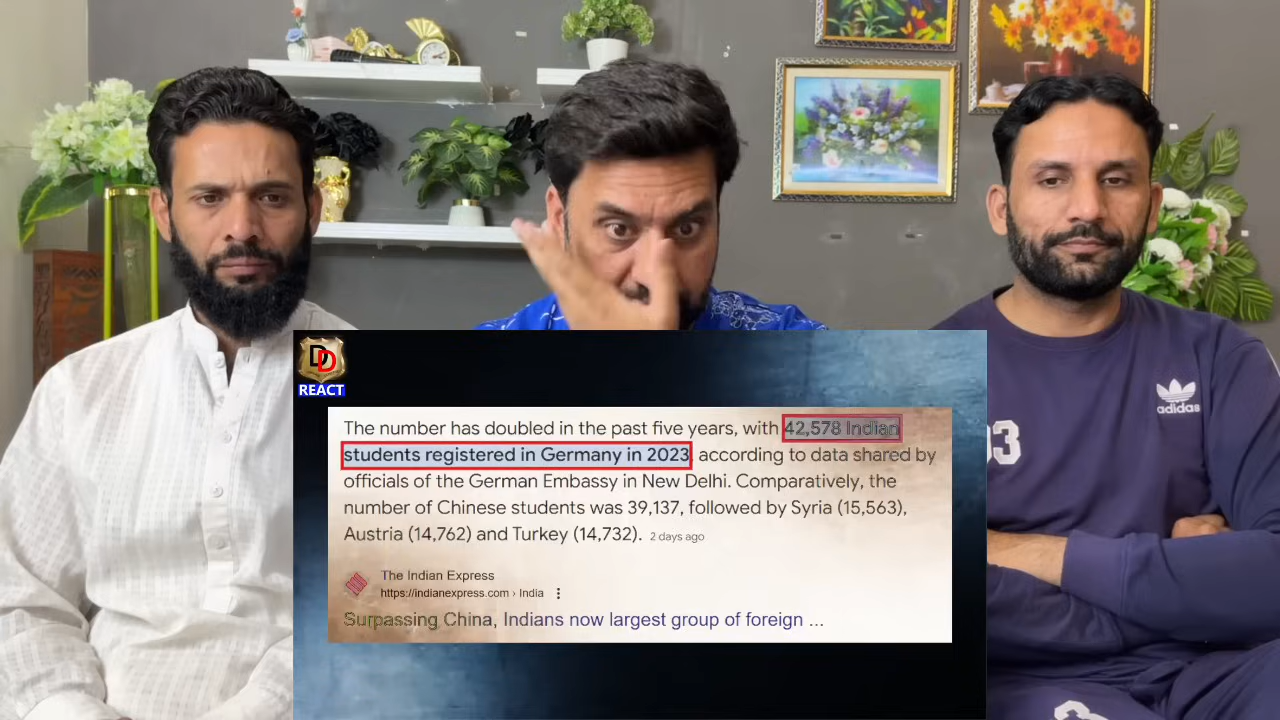 DD
REACT
The number has doubled in the past five years, with 42,578 Indian
students registered in Germany in 2023, according to data shared by
officials of the German Embassy in New Delhi. Comparatively, the
number of Chinese students was 39,137, followed by Syria (15,563),
Austria (14,762) and Turkey (14,732). 2 days ago
The Indian Express
https://indianexpress.com › India
Surpassing China, Indians now largest group of foreign ...
adidas
93